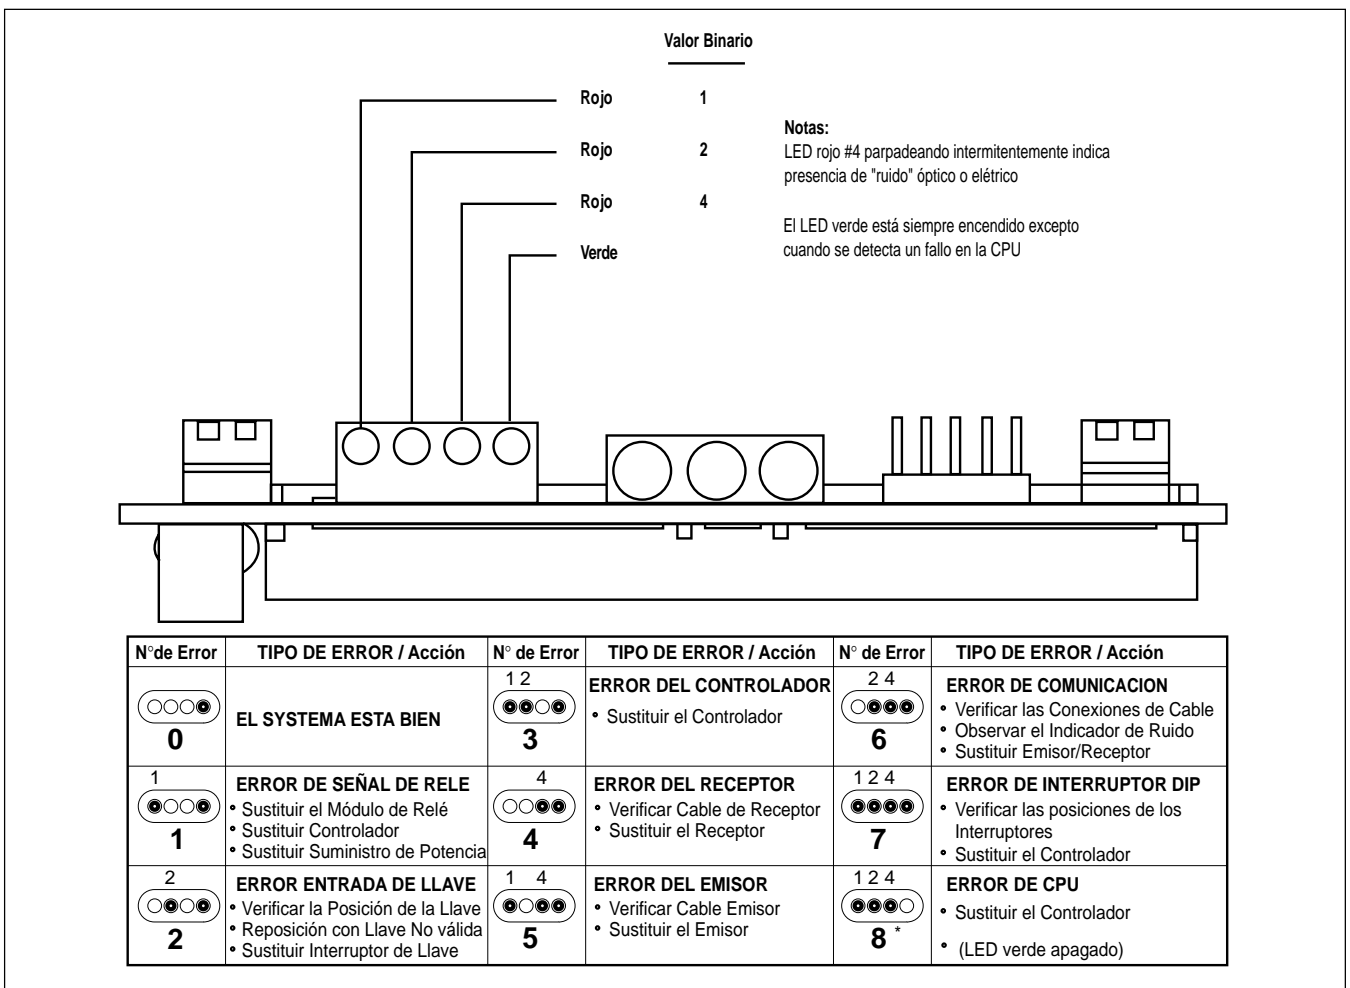 Valor Binario
Rojo 1
Rojo 2
Rojo 4
Verde
Notas:
LED rojo #4 parpadeando intermitentemente indica
presencia de "ruido" óptico o elétrico
El LED verde está siempre encendido excepto
cuando se detecta un fallo en la CPU
N°de Error TIPO DE ERROR / Acción N° de Error TIPO DE ERROR / Acción N° de Error TIPO DE ERROR / Acción
0
EL SYSTEMA ESTA BIEN
1 2
3
ERROR DEL CONTROLADOR
• Sustituir el Controlador
2 4
6
ERROR DE COMUNICACION
• Verificar las Conexiones de Cable
• Observar el Indicador de Ruido
• Sustituir Emisor/Receptor
1
1
ERROR DE SEÑAL DE RELE
• Sustituir el Módulo de Relé
• Sustituir Controlador
• Sustituir Suministro de Potencia
4
4
ERROR DEL RECEPTOR
• Verificar Cable de Receptor
• Sustituir el Receptor
1 2 4
7
ERROR DE INTERRUPTOR DIP
• Verificar las posiciones de los
Interruptores
• Sustituir el Controlador
2
2
ERROR ENTRADA DE LLAVE
• Verificar la Posición de la Llave
• Reposición con Llave No válida
• Sustituir Interruptor de Llave
1 4
5
ERROR DEL EMISOR
• Verificar Cable Emisor
• Sustituir el Emisor
1 2 4
8 *
ERROR DE CPU
• Sustituir el Controlador
• (LED verde apagado)